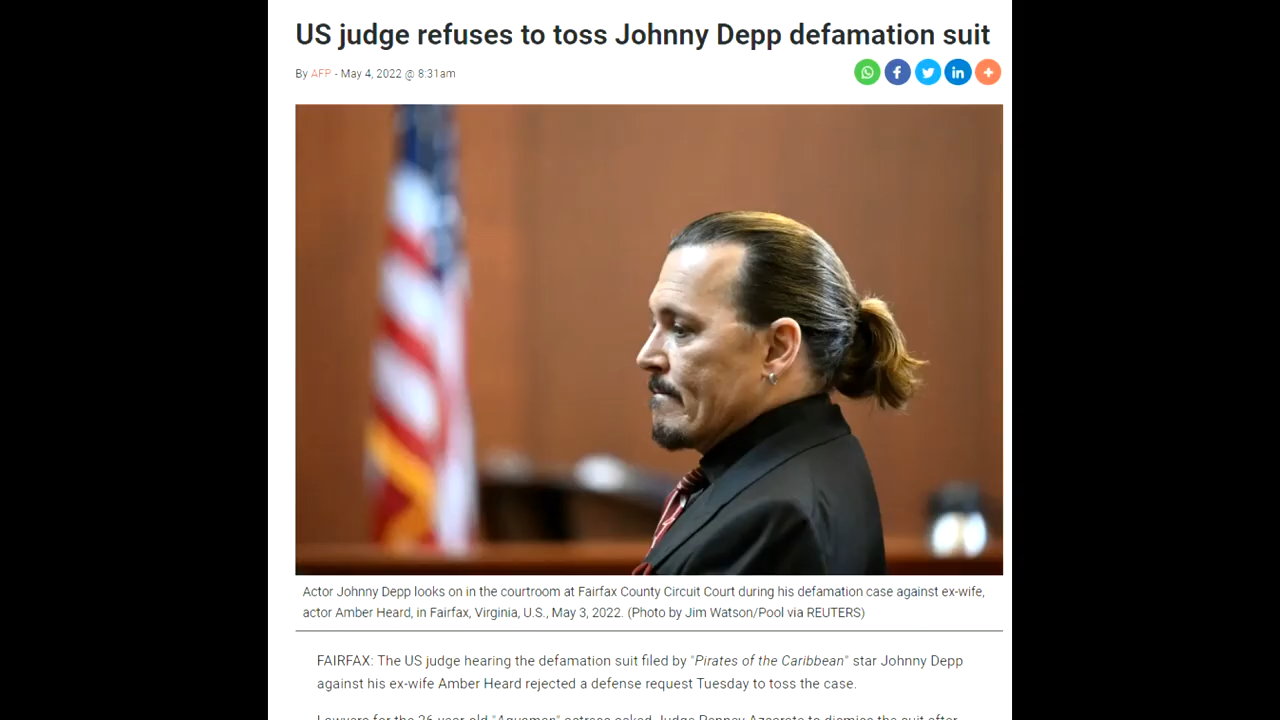 US judge refuses to toss Johnny Depp defamation suit
By AFP - May 4, 2022 @ 8:31am
Actor Johnny Depp looks on in the courtroom at Fairfax County Circuit Court during his defamation case against ex-wife,
actor Amber Heard, in Fairfax, Virginia, U.S., May 3, 2022. (Photo by Jim Watson/Pool via REUTERS)
FAIRFAX: The US judge hearing the defamation suit filed by "Pirates of the Caribbean" star Johnny Depp
against his ex-wife Amber Heard rejected a defense request Tuesday to toss the case.